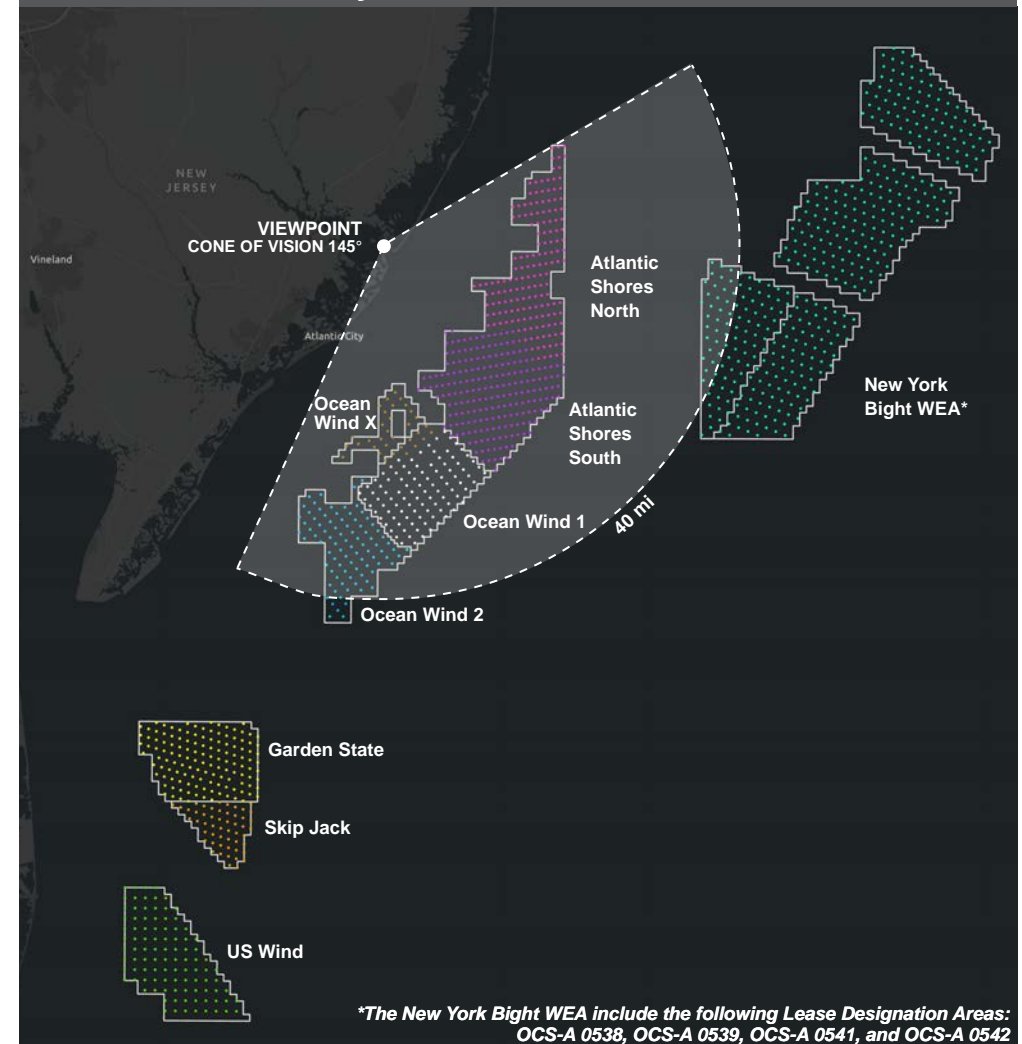 NEW
JERSEY
VIEWPOINT
CONE OF VISION 145°
Vineland
Atlantic City
Atlantic
Shores
North
New York
Bight WEA*
Ocean
Wind X
Atlantic
Shores
South
Ocean Wind 1
40 mi
Ocean Wind 2
Garden State
Skip Jack
US Wind
*The New York Bight WEA include the following Lease Designation Areas:
OCS-A 0538, OCS-A 0539, OCS-A 0541, and OCS-A 0542